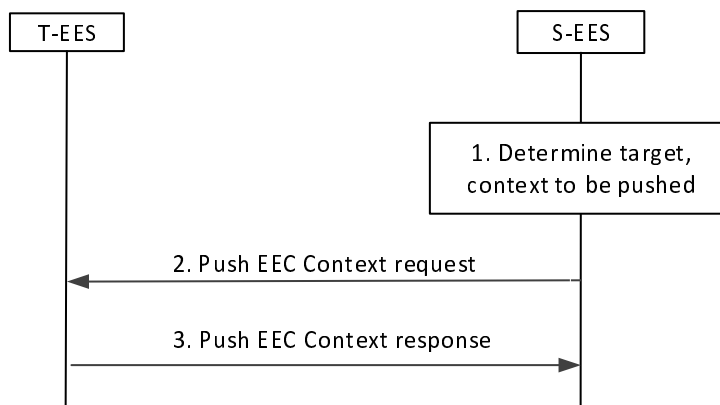 T-EES
S-EES
1. Determine target,
context to be pushed
2. Push EEC Context request
3. Push EEC Context response